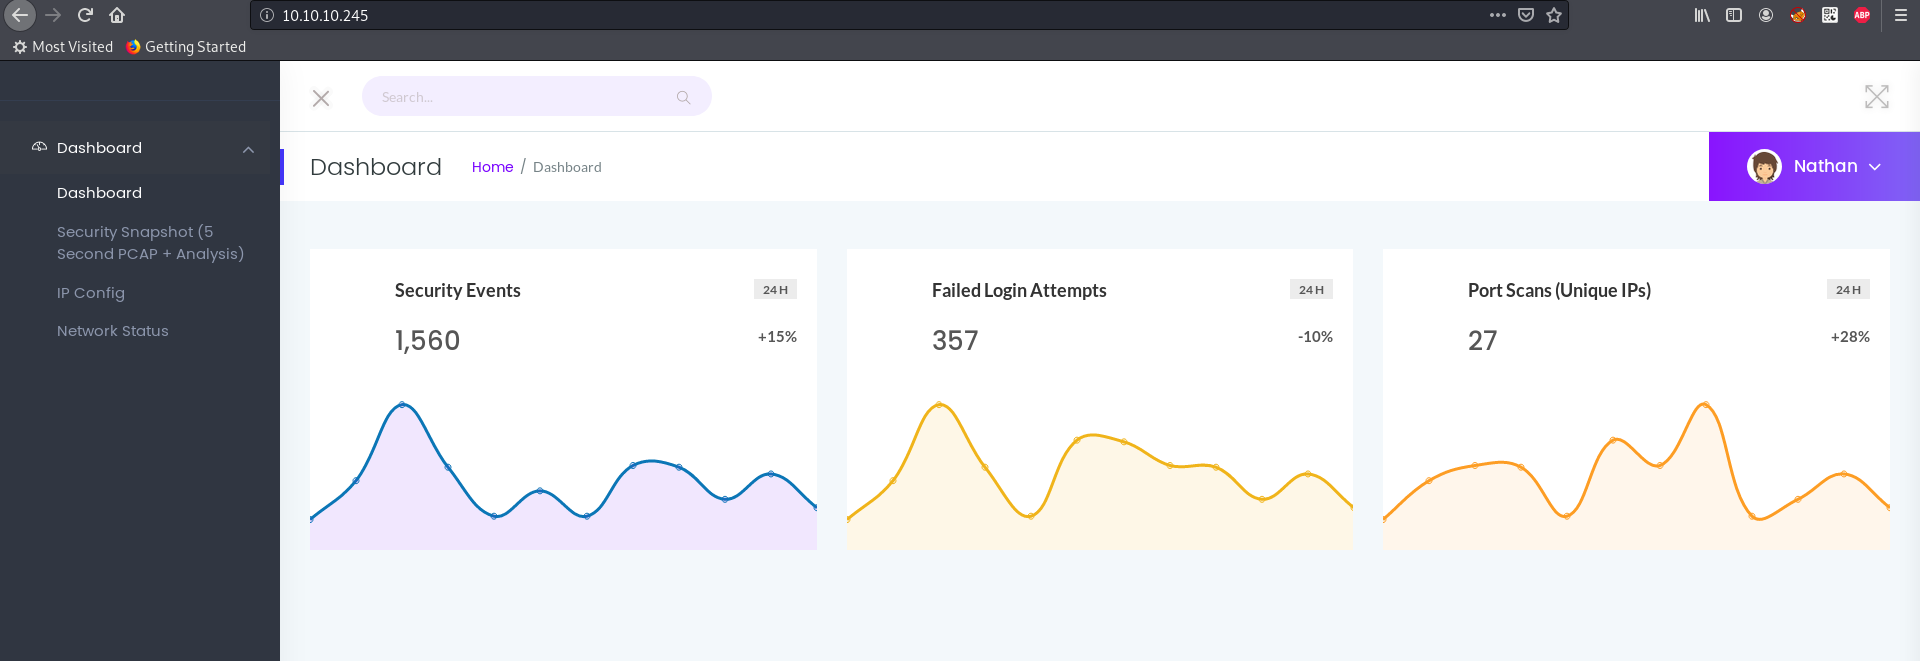 10.10.10.245
Most Visited Getting Started
Search...
ABP
Dashboard
Dashboard
Security Snapshot (5
Second PCAP + Analysis)
IP Config
Network Status
Dashboard Home / Dashboard
Nathan
Security Events 24 H
1,560 +15%
Failed Login Attempts 24 H
357 -10%
Port Scans (Unique IPs) 24 H
27 +28%